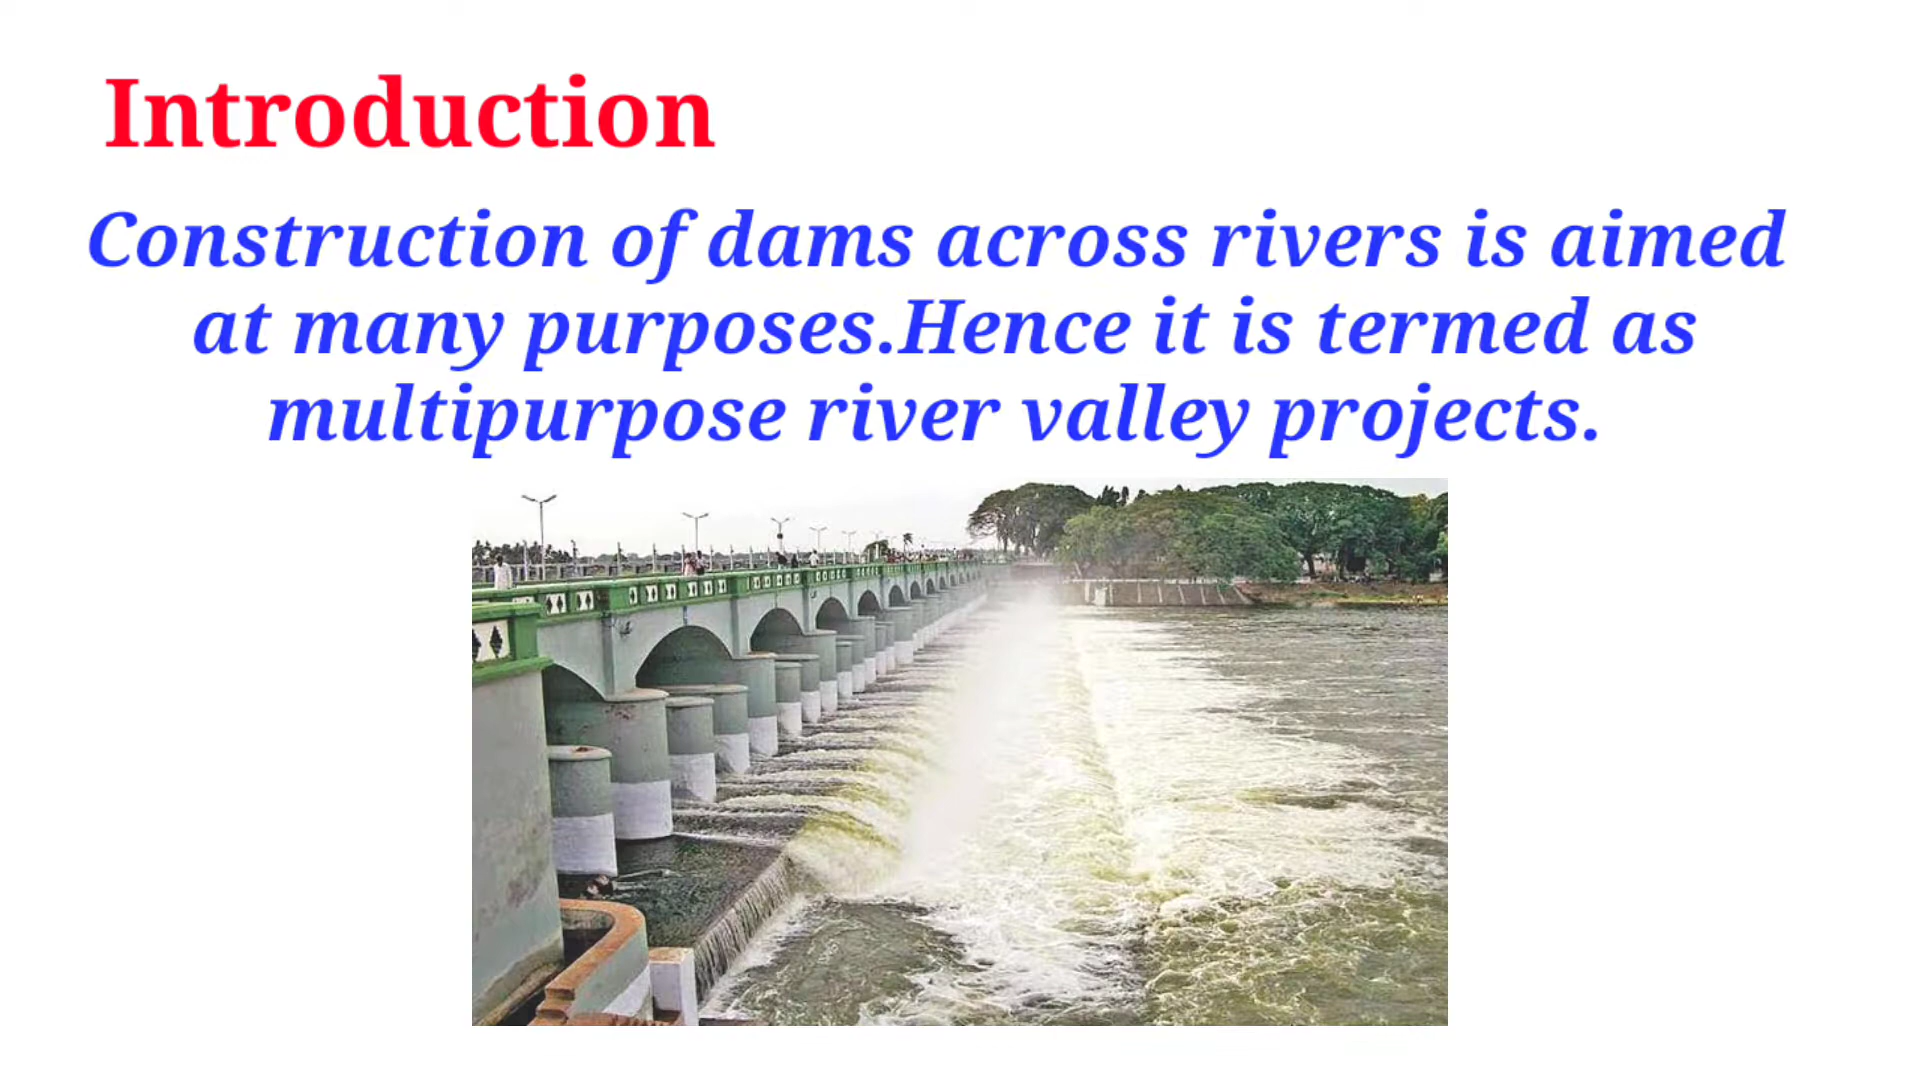 Introduction
Construction of dams across rivers is aimed
at many purposes.Hence it is termed as
multipurpose river valley projects.